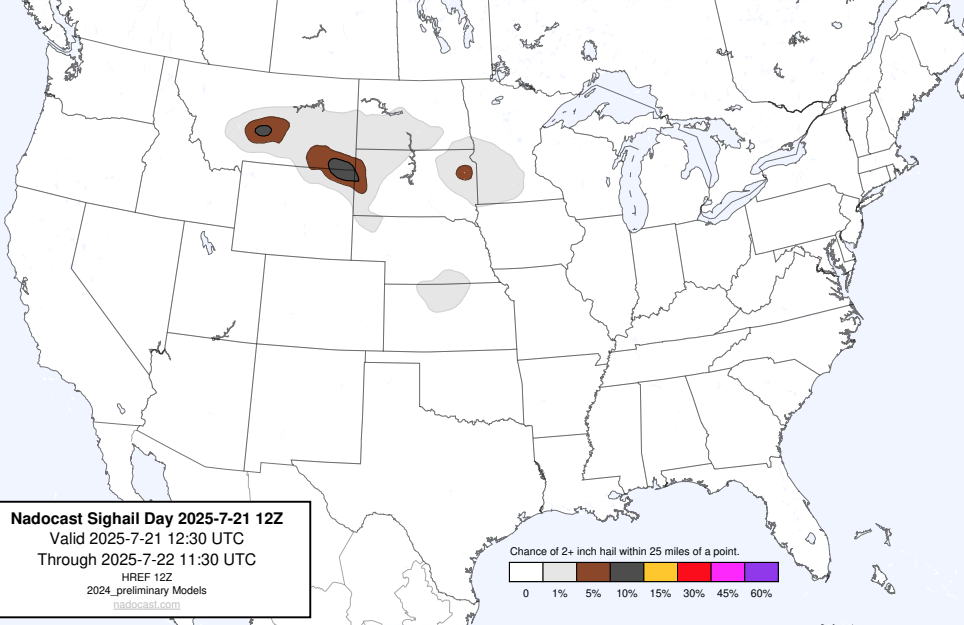 Nadocast Sighail Day 2025-7-21 12Z
Valid 2025-7-21 12:30 UTC
Through 2025-7-22 11:30 UTC
HREF 12Z
2024_preliminary Models
nadocast.com
Chance of 2+ inch hail within 25 miles of a point.
0 1% 5% 10% 15% 30% 45% 60%